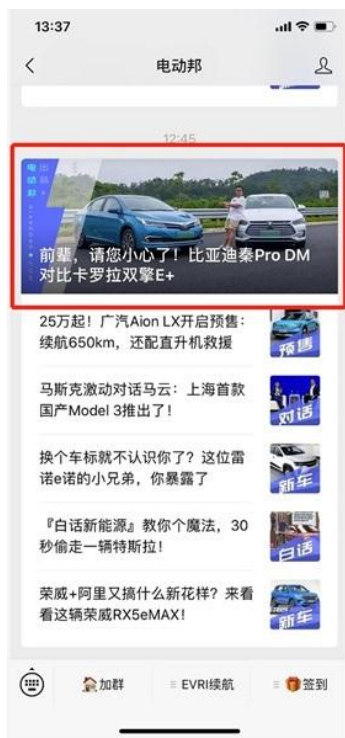 13:37
电动邦
12:45
前辈，请您小心了！比亚迪秦Pro DM
对比卡罗拉双擎E+
25万起！广汽Aion LX开启预售：
续航650km，还配直升机救援
预售
马斯克激动对话马云：上海首款
国产Model 3推出了！
对话
换个车标就不认识你了？这位雷
诺e诺的小兄弟，你暴露了
新车
『白话新能源』教你个魔法，30
秒偷走一辆特斯拉！
白话
荣威+阿里又搞什么新花样？来看
看这辆荣威RX5eMAX！
新车
加群
EVRI续航
签到